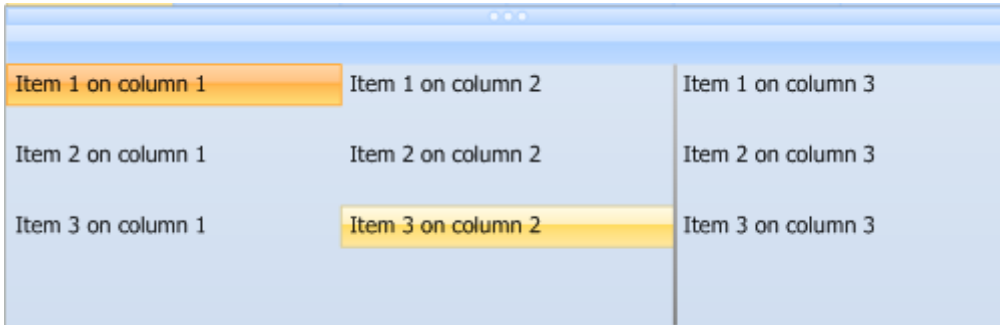 Item 1 on column 1 Item 1 on column 2 Item 1 on column 3
Item 2 on column 1 Item 2 on column 2 Item 2 on column 3
Item 3 on column 1 Item 3 on column 2 Item 3 on column 3